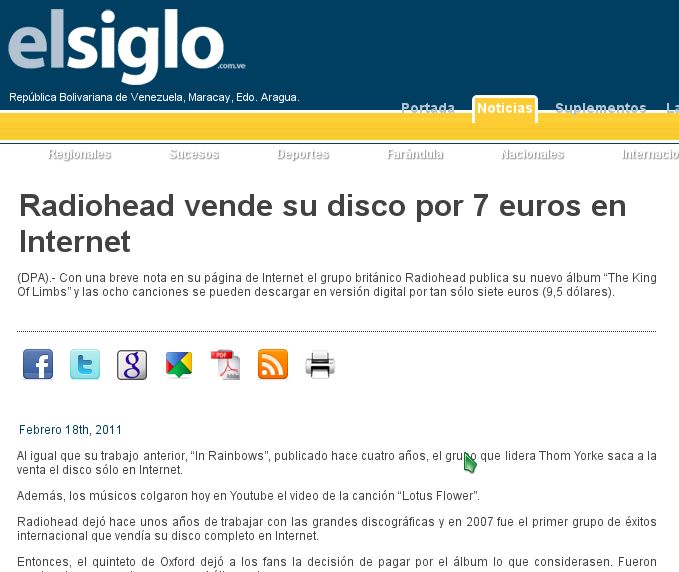 elsiglo.com.ve
República Bolivariana de Venezuela, Maracay, Edo. Aragua.
Portada Noticias Suplementos La
Regionales Sucesos Deportes Farándula Nacionales Internacio
Radiohead vende su disco por 7 euros en
Internet
(DPA).- Con una breve nota en su página de Internet el grupo británico Radiohead publica su nuevo álbum “The King
Of Limbs” y las ocho canciones se pueden descargar en versión digital por tan sólo siete euros (9,5 dólares).
PDF Adobe
Febrero 18th, 2011
Al igual que su trabajo anterior, “In Rainbows”, publicado hace cuatro años, el grupo que lidera Thom Yorke saca a la
venta el disco sólo en Internet.
Además, los músicos colgaron hoy en Youtube el video de la canción “Lotus Flower”.
Radiohead dejó hace unos años de trabajar con las grandes discográficas y en 2007 fue el primer grupo de éxitos
internacional que vendía su disco completo en Internet.
Entonces, el quinteto de Oxford dejó a los fans la decisión de pagar por el álbum lo que considerasen. Fueron